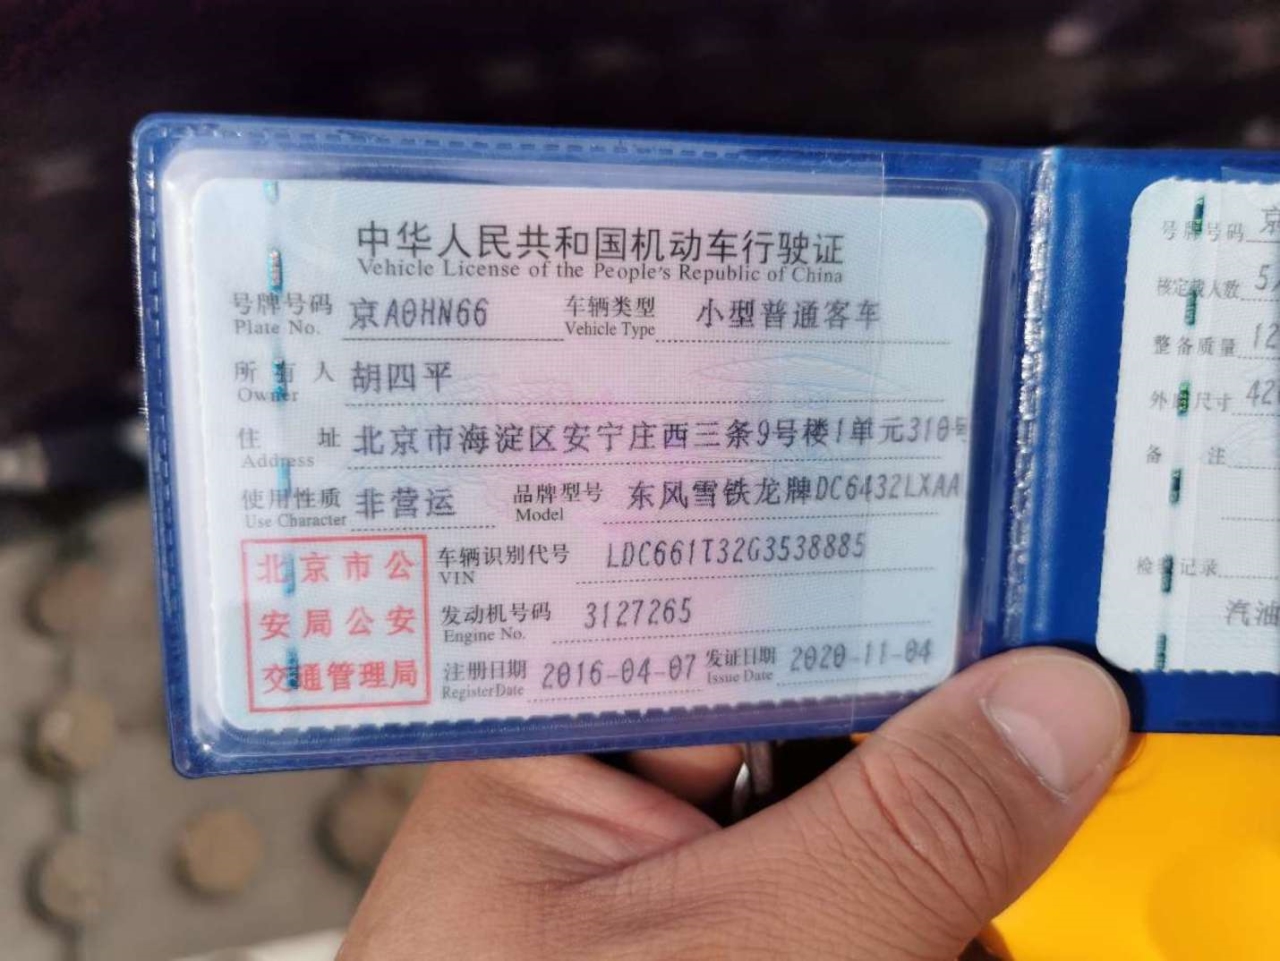 中华人民共和国机动车行驶证
Vehicle License of the People's Republic of China
号牌号码 京A0HN66 车辆类型 小型普通客车
Plate No. Vehicle Type
所有人 胡四平
Owner
住址 北京市海淀区安宁庄西三条9号楼1单元310号
Address
使用性质 非营运 品牌型号 东风雪铁龙牌DC6432LXAA
Use Character Model
北京市公
安局公安
交通管理局
车辆识别代号 LDC661T32G3538885
VIN
发动机号码 3127265
Engine No.
注册日期 2016-04-07 发证日期 2020-11-04
Register Date Issue Date
号牌号码 京
核定载人数 5
整备质量 12
外廓尺寸 42
备注
检验记录
汽油